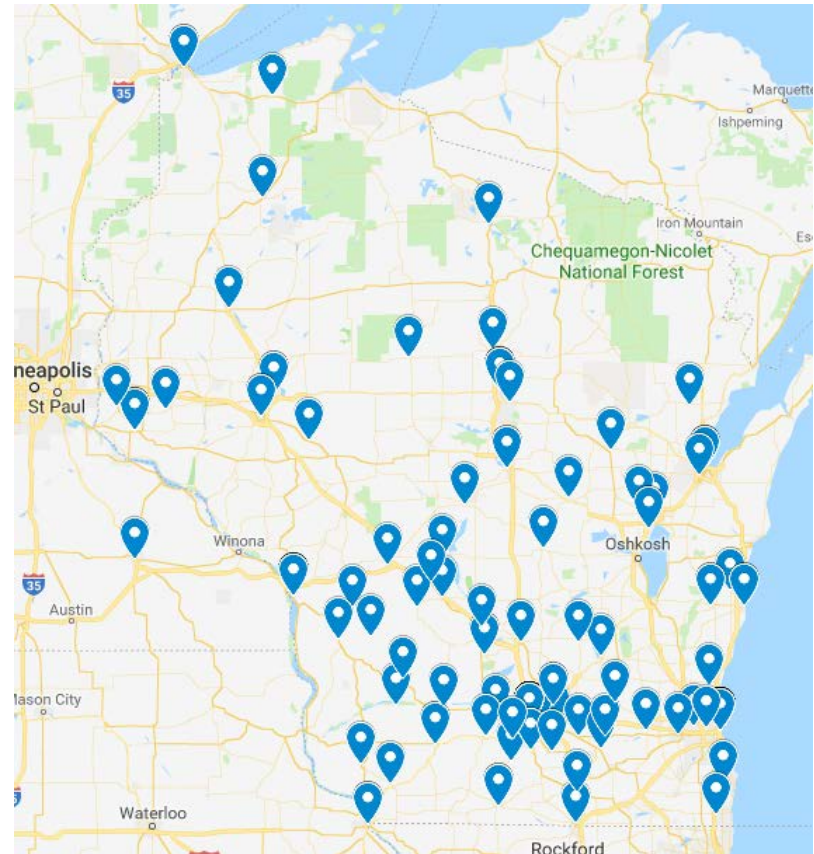 35
Marquette
Ishpeming
Iron Mountain
Es
Chequamegon-Nicolet
National Forest
neapolis
St Paul
Winona
Oshkosh
35
Austin
Mason City
Waterloo
Rockford